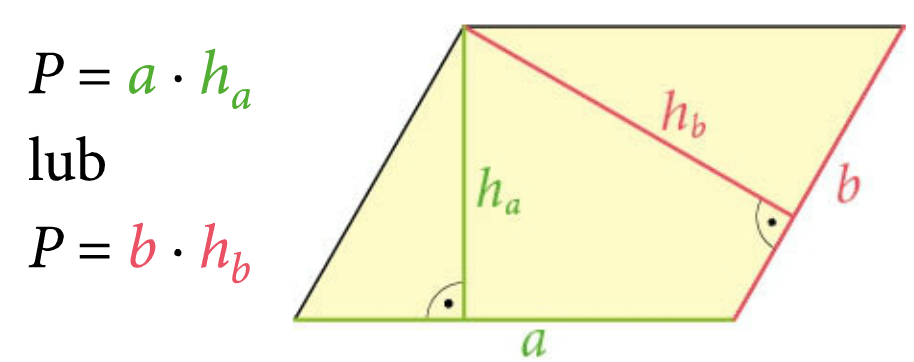 P = a · hₐ
lub
P = b · h_b
h_b
hₐ
b
a